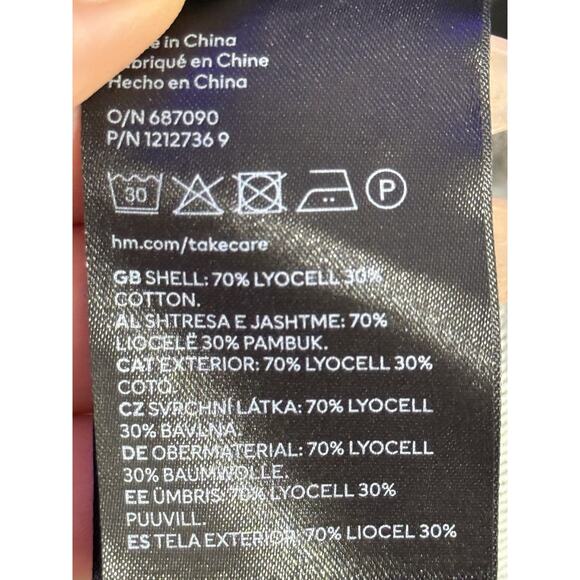 in China
Fabriqué en Chine
Hecho en China
O/N 687090
P/N 1212736 9
30 P
hm.com/takecare
GB SHELL: 70% LYOCELL 30%
COTTON.
AL SHTRESA E JASHTME: 70%
LIOCELË 30% PAMBUK.
CAT EXTERIOR: 70% LYOCELL 30%
COTÓ.
CZ SVRCHNÍ LÁTKA: 70% LYOCELL
30% BAVLNA.
DE OBERMATERIAL: 70% LYOCELL
30% BAUMWOLLE.
EE ÜMBRIS: 70% LYOCELL 30%
PUUVILL.
ES TELA EXTERIOR: 70% LIOCEL 30%